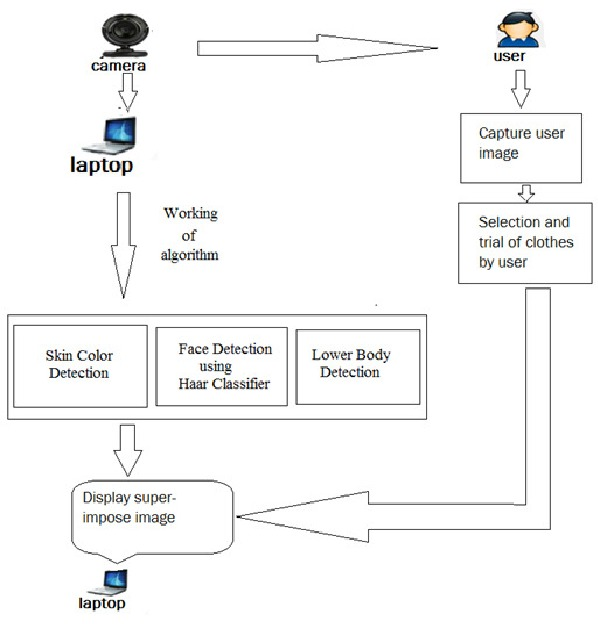 camera
user
laptop
Capture user
image
Working
of
algorithm
Selection and
trial of clothes
by user
Skin Color
Detection
Face Detection
using
Haar Classifier
Lower Body
Detection
Display super-
impose image
laptop